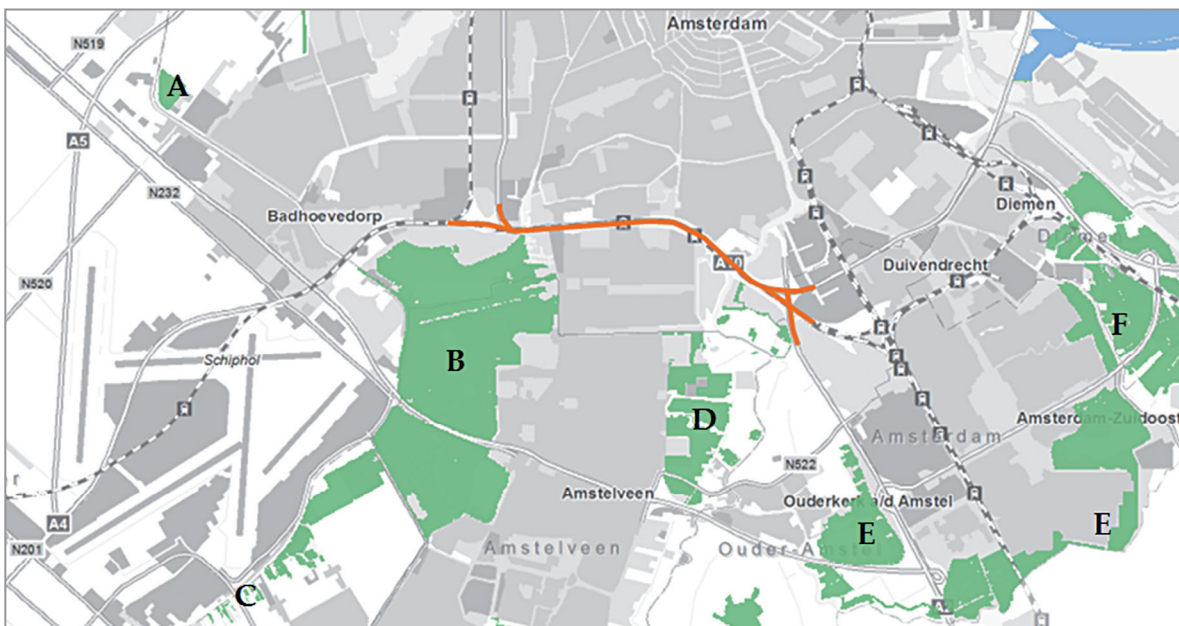 Amsterdam
N519
A
A5
N232
Badhoevedorp
Diemen
Duivendrecht
N520
Schiphol
B
F
D
Amsterdam-Zuidoost
Amsterdam
N522
Amstelveen
Ouderkerk a/d Amstel
A4
E
E
N201
Amstelveen
Ouder-Amstel
C